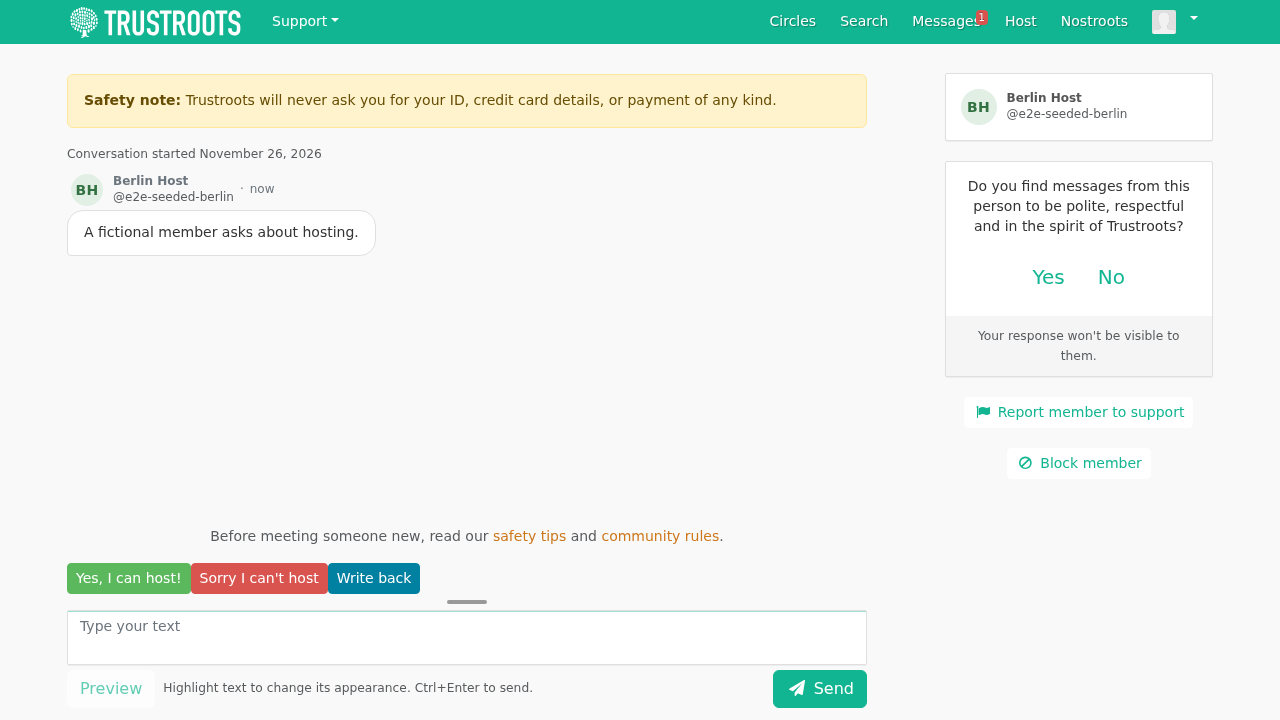 TRUSTROOTS
Support
Circles
Search
Messages
1
Host
Nostroots
Safety note: Trustroots will never ask you for your ID, credit card details, or payment of any kind.
Conversation started November 26, 2026
BH
Berlin Host
@e2e-seeded-berlin
· now
A fictional member asks about hosting.
Before meeting someone new, read our safety tips and community rules.
Yes, I can host!
Sorry I can't host
Write back
Type your text
Preview
Highlight text to change its appearance. Ctrl+Enter to send.
Send
BH
Berlin Host
@e2e-seeded-berlin
Do you find messages from this
person to be polite, respectful
and in the spirit of Trustroots?
Yes
No
Your response won't be visible to
them.
Report member to support
Block member